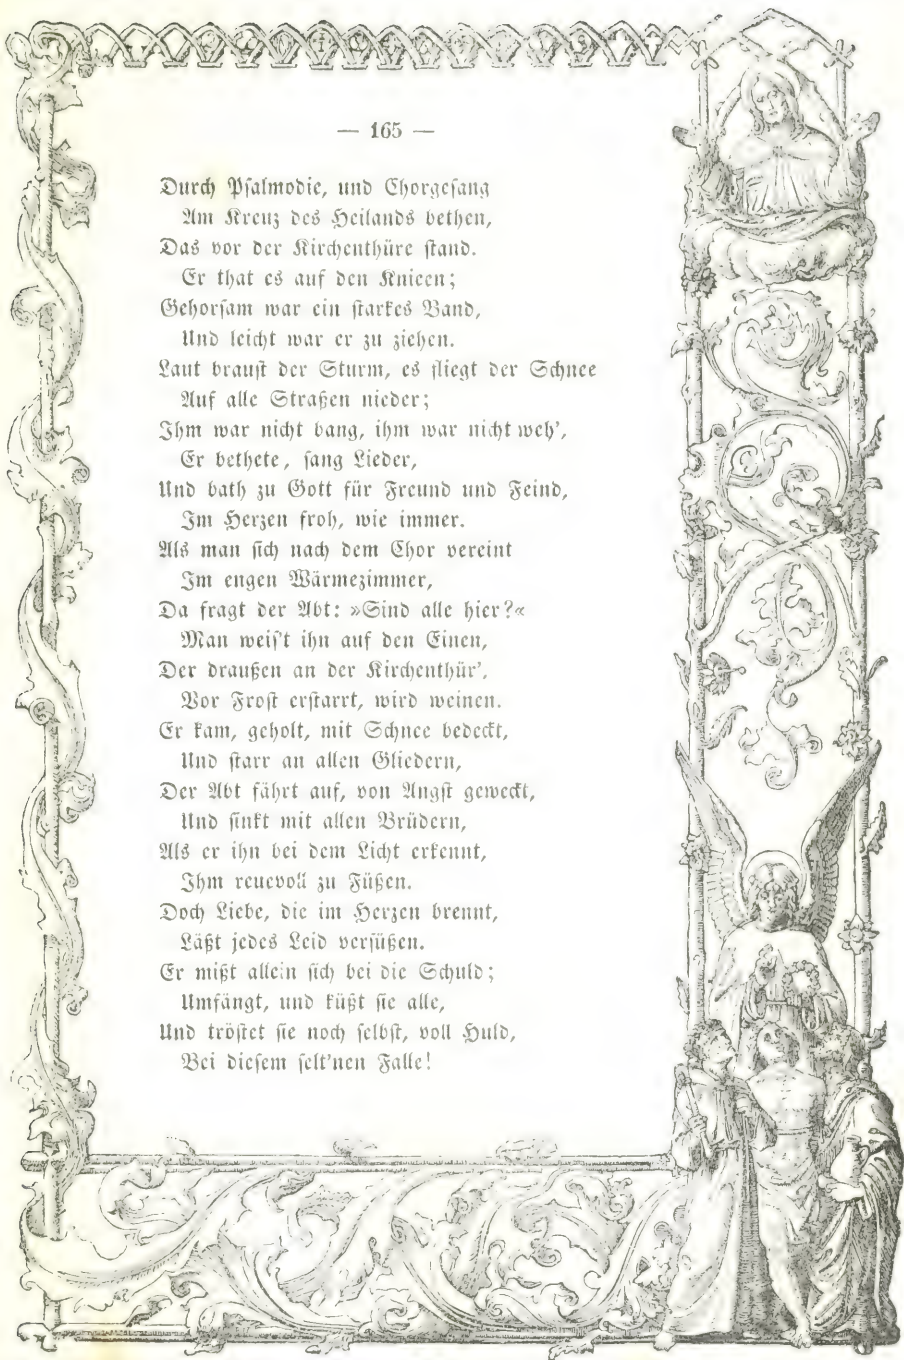 — 165 —
Durch Psalmodie, und Chorgesang
Am Kreuz des Heilands bethen,
Das vor der Kirchenthüre stand.
Er that es auf den Knieen;
Gehorsam war ein starkes Band,
Und leicht war er zu ziehen.
Laut braust der Sturm, es fliegt der Schnee
Auf alle Straßen nieder;
Ihm war nicht bang, ihm war nicht weh',
Er bethete, sang Lieder,
Und bath zu Gott für Freund und Feind,
Im Herzen froh, wie immer.
Als man sich nach dem Chor vereint
Im engen Wärmezimmer,
Da fragt der Abt: »Sind alle hier?«
Man weis't ihn auf den Einen,
Der draußen an der Kirchenthür',
Vor Frost erstarrt, wird weinen.
Er kam, geholt, mit Schnee bedeckt,
Und starr an allen Gliedern,
Der Abt fährt auf, von Angst geweckt,
Und sinkt mit allen Brüdern,
Als er ihn bei dem Licht erkennt,
Ihm reuevoll zu Füßen.
Doch Liebe, die im Herzen brennt,
Läßt jedes Leid versüßen.
Er mißt allein sich bei die Schuld;
Umfängt, und küßt sie alle,
Und tröstet sie noch selbst, voll Huld,
Bei diesem selt'nen Falle!